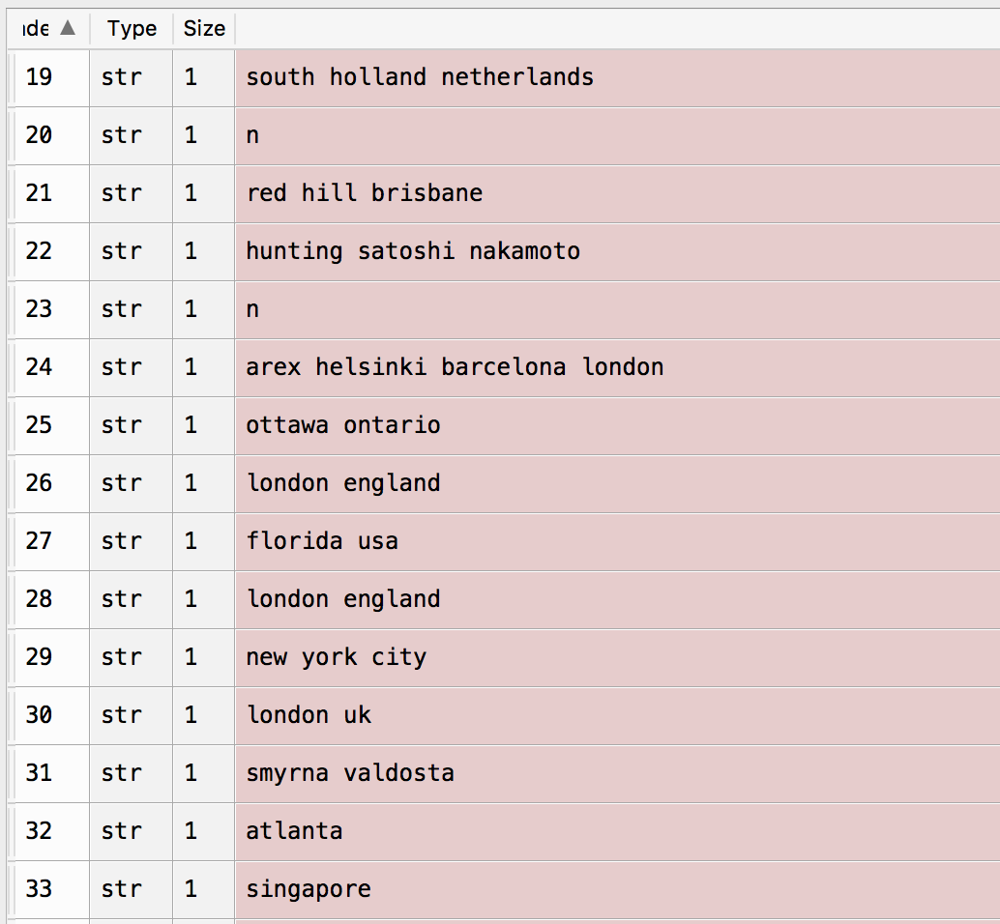 nde Type Size
19 str 1 south holland netherlands
20 str 1 n
21 str 1 red hill brisbane
22 str 1 hunting satoshi nakamoto
23 str 1 n
24 str 1 arex helsinki barcelona london
25 str 1 ottawa ontario
26 str 1 london england
27 str 1 florida usa
28 str 1 london england
29 str 1 new york city
30 str 1 london uk
31 str 1 smyrna valdosta
32 str 1 atlanta
33 str 1 singapore